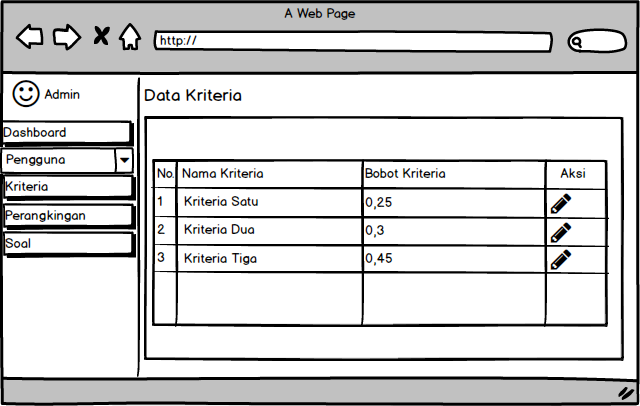 A Web Page
http://
Admin
Data Kriteria
Dashboard
Pengguna
Kriteria
Perangkingan
Soal
No. Nama Kriteria Bobot Kriteria Aksi
1 Kriteria Satu 0,25
2 Kriteria Dua 0,3
3 Kriteria Tiga 0,45